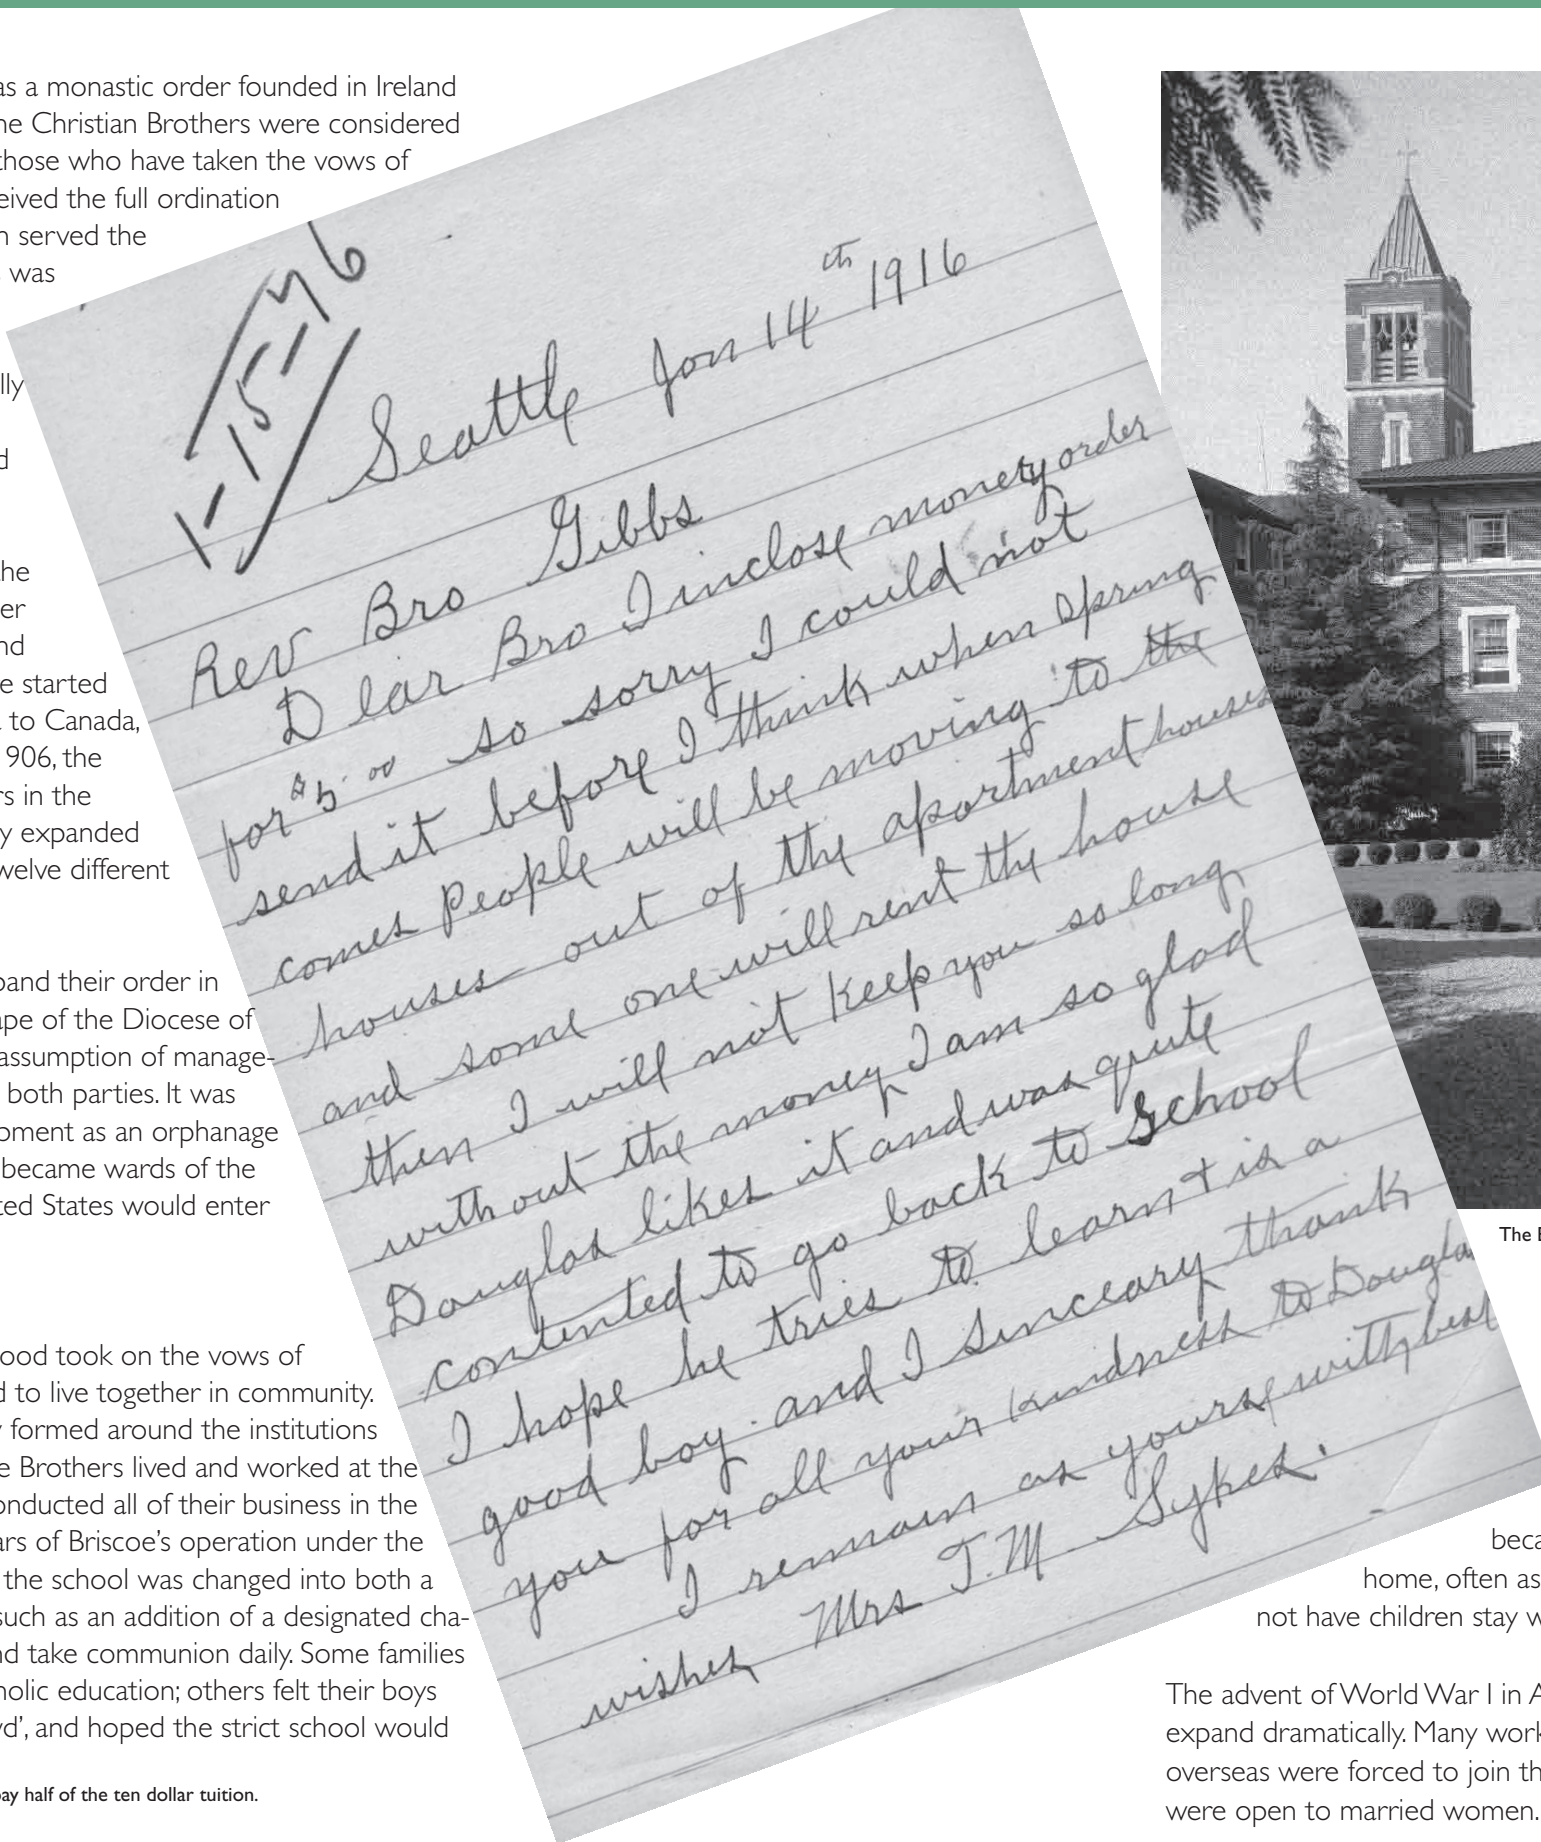 as a monastic order founded in Ireland
ne Christian Brothers were considered
those who have taken the vows of
eived the full ordination
n served the
was
lly
d
the
er
nd
e started
to Canada,
906, the
rs in the
y expanded
welve different
pand their order in
ape of the Diocese of
assumption of manage-
both parties. It was
pment as an orphanage
became wards of the
ted States would enter
ood took on the vows of
d to live together in community.
y formed around the institutions
e Brothers lived and worked at the
onducted all of their business in the
ars of Briscoe's operation under the
the school was changed into both a
such as an addition of a designated cha-
nd take communion daily. Some families
holic education; others felt their boys
d', and hoped the strict school would
pay half of the ten dollar tuition.
1-15-16
Seattle Jan 14th 1916
Rev Bro Gibbs
Dear Bro I inclose money order
for $5.00 so sorry I could not
send it before I think when spring
comes People will be moving to the
houses out of the apartment houses
and some one will rent the house
then I will not keep you so long
without the money I am so glad
Douglas likes it and was quite
contented to go back to School
I hope he tries to learn & is a
good boy. and I sinceary thank
you for all your kindness to Douglas
I remain as yourse with best
wishes Mrs T.M Sykes.
The B
beca
home, often as
not have children stay w
The advent of World War I in A
expand dramatically. Many work
overseas were forced to join th
were open to married women.